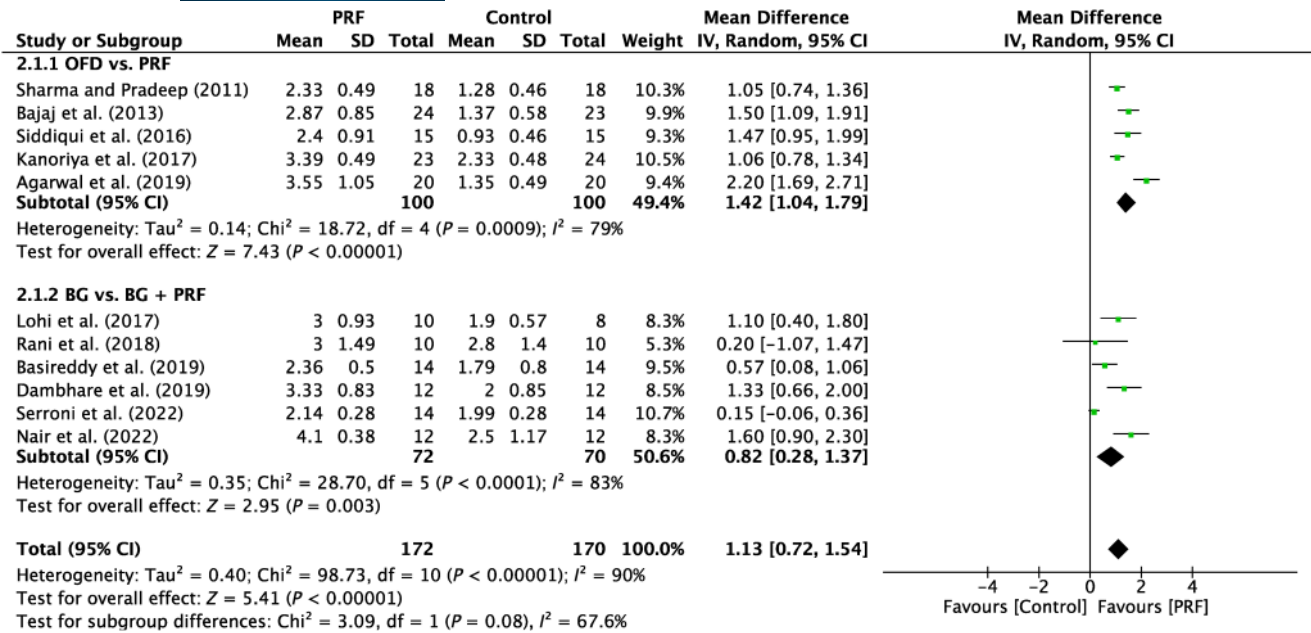 PRF Control Mean Difference Mean Difference
Study or Subgroup Mean SD Total Mean SD Total Weight IV, Random, 95% CI IV, Random, 95% CI
2.1.1 OFD vs. PRF
Sharma and Pradeep (2011) 2.33 0.49 18 1.28 0.46 18 10.3% 1.05 [0.74, 1.36]
Bajaj et al. (2013) 2.87 0.85 24 1.37 0.58 23 9.9% 1.50 [1.09, 1.91]
Siddiqui et al. (2016) 2.4 0.91 15 0.93 0.46 15 9.3% 1.47 [0.95, 1.99]
Kanoriya et al. (2017) 3.39 0.49 23 2.33 0.48 24 10.5% 1.06 [0.78, 1.34]
Agarwal et al. (2019) 3.55 1.05 20 1.35 0.49 20 9.4% 2.20 [1.69, 2.71]
Subtotal (95% CI) 100 100 49.4% 1.42 [1.04, 1.79]
Heterogeneity: Tau² = 0.14; Chi² = 18.72, df = 4 (P = 0.0009); I² = 79%
Test for overall effect: Z = 7.43 (P < 0.00001)
2.1.2 BG vs. BG + PRF
Lohi et al. (2017) 3 0.93 10 1.9 0.57 8 8.3% 1.10 [0.40, 1.80]
Rani et al. (2018) 3 1.49 10 2.8 1.4 10 5.3% 0.20 [−1.07, 1.47]
Basireddy et al. (2019) 2.36 0.5 14 1.79 0.8 14 9.5% 0.57 [0.08, 1.06]
Dambhare et al. (2019) 3.33 0.83 12 2 0.85 12 8.5% 1.33 [0.66, 2.00]
Serroni et al. (2022) 2.14 0.28 14 1.99 0.28 14 10.7% 0.15 [−0.06, 0.36]
Nair et al. (2022) 4.1 0.38 12 2.5 1.17 12 8.3% 1.60 [0.90, 2.30]
Subtotal (95% CI) 72 70 50.6% 0.82 [0.28, 1.37]
Heterogeneity: Tau² = 0.35; Chi² = 28.70, df = 5 (P < 0.0001); I² = 83%
Test for overall effect: Z = 2.95 (P = 0.003)
Total (95% CI) 172 170 100.0% 1.13 [0.72, 1.54]
Heterogeneity: Tau² = 0.40; Chi² = 98.73, df = 10 (P < 0.00001); I² = 90%
Test for overall effect: Z = 5.41 (P < 0.00001)
Test for subgroup differences: Chi² = 3.09, df = 1 (P = 0.08), I² = 67.6%
−4 −2 0 2 4
Favours [Control] Favours [PRF]